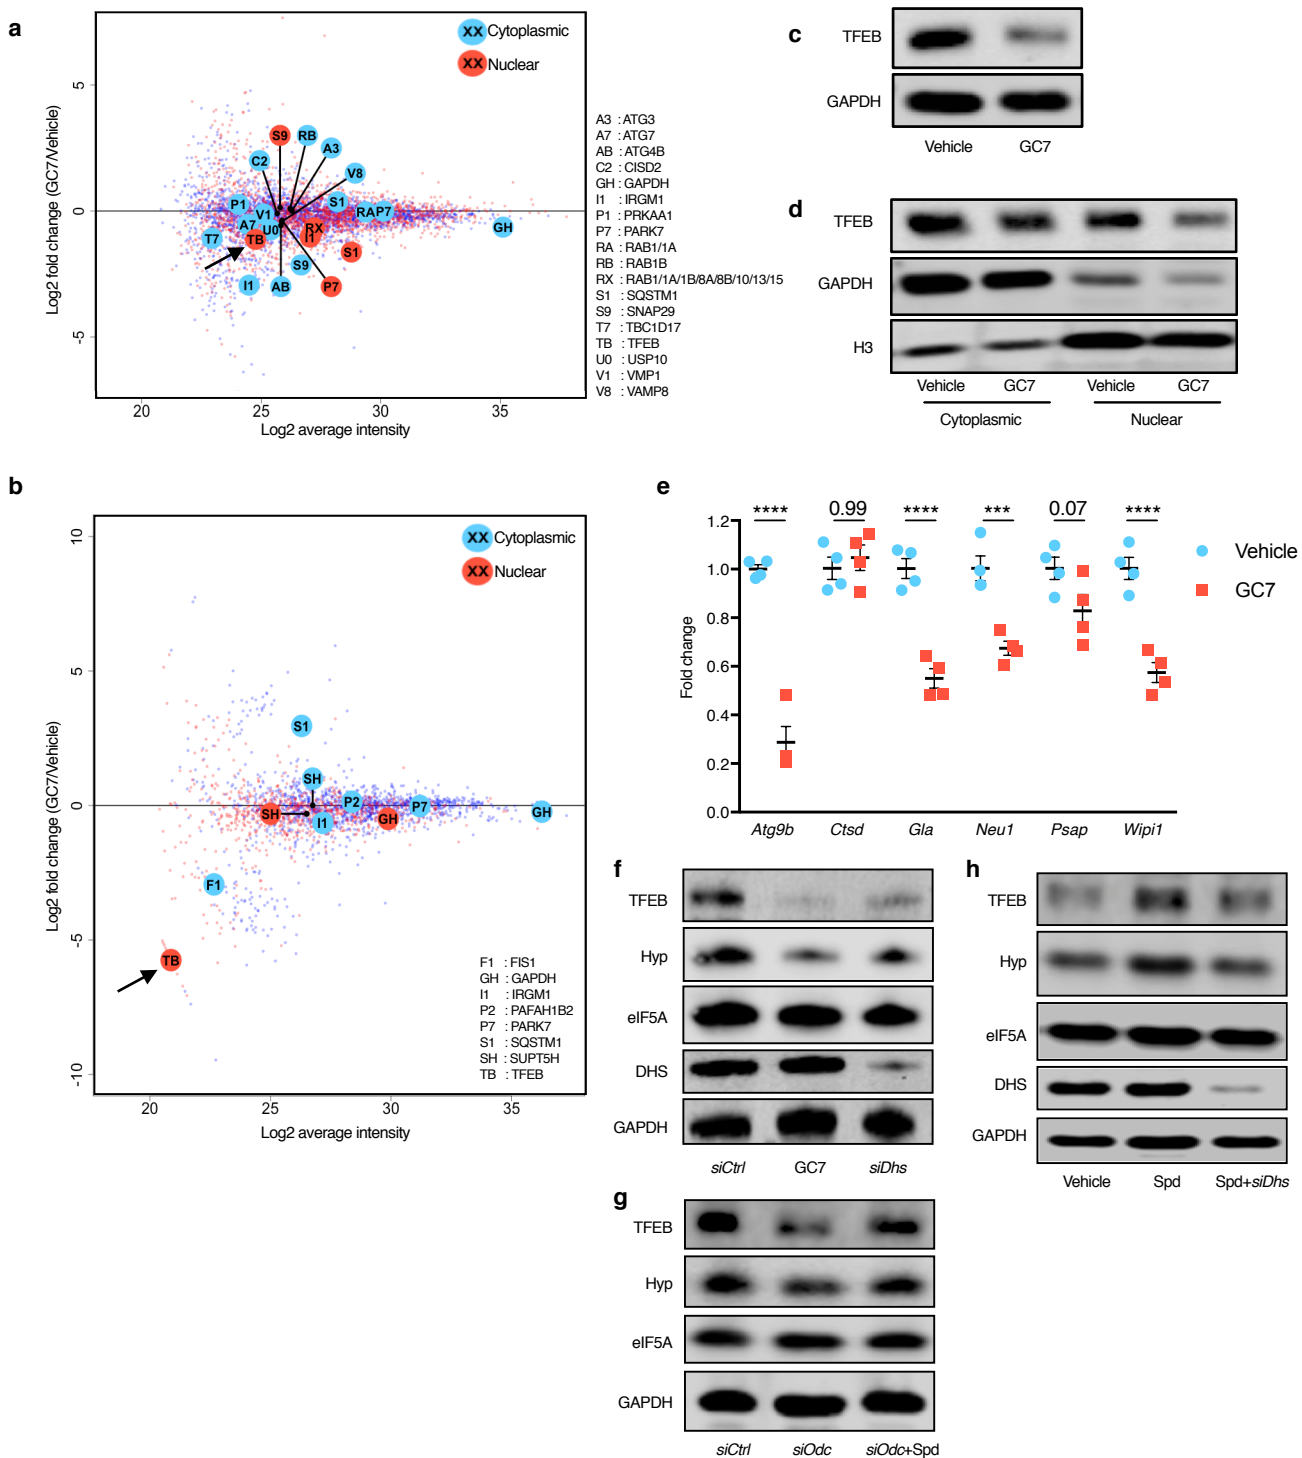 a
XX Cytoplasmic
XX Nuclear
Log2 fold change (GC7/Vehicle)
5
0
-5
S9
RB
C2
A3
V8
P1
V1
S1
RA
P7
A7
U0
RX
I1
GH
T7
TB
S1
S9
I1
AB
P7
20
25
30
35
Log2 average intensity
A3 : ATG3
A7 : ATG7
AB : ATG4B
C2 : CISD2
GH : GAPDH
I1 : IRGM1
P1 : PRKAA1
P7 : PARK7
RA : RAB1/1A
RB : RAB1B
RX : RAB1/1A/1B/8A/8B/10/13/15
S1 : SQSTM1
S9 : SNAP29
T7 : TBC1D17
TB : TFEB
U0 : USP10
V1 : VMP1
V8 : VAMP8
b
XX Cytoplasmic
XX Nuclear
Log2 fold change (GC7/Vehicle)
10
5
0
-5
-10
S1
SH
P2
P7
GH
SH
I1
GH
F1
TB
F1 : FIS1
GH : GAPDH
I1 : IRGM1
P2 : PAFAH1B2
P7 : PARK7
S1 : SQSTM1
SH : SUPT5H
TB : TFEB
20
25
30
35
Log2 average intensity
c
TFEB
GAPDH
Vehicle GC7
d
TFEB
GAPDH
H3
Vehicle GC7 Vehicle GC7
Cytoplasmic Nuclear
e
**** 0.99 **** *** 0.07 ****
Fold change
1.2
1.0
0.8
0.6
0.4
0.2
0.0
Atg9b Ctsd Gla Neu1 Psap Wipi1
Vehicle
GC7
f
TFEB
Hyp
eIF5A
DHS
GAPDH
siCtrl GC7 siDhs
g
TFEB
Hyp
eIF5A
GAPDH
siCtrl siOdc siOdc+Spd
h
TFEB
Hyp
eIF5A
DHS
GAPDH
Vehicle Spd Spd+siDhs